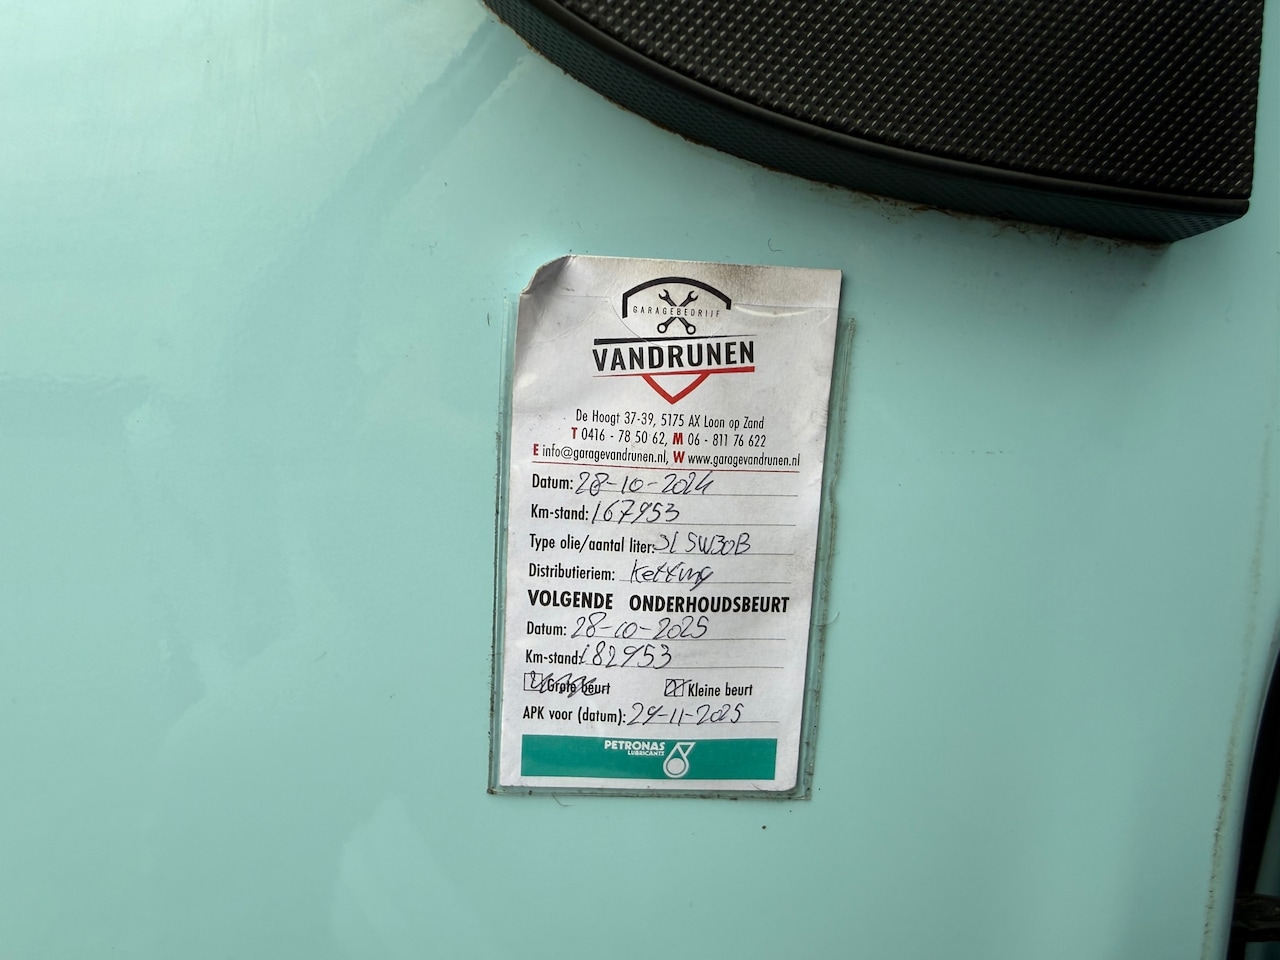 GARAGEBEDRIJF
VANDRUNEN
De Hoogt 37-39, 5175 AX Loon op Zand
T 0416 - 78 50 62, M 06 - 811 76 622
E info@garagevandrunen.nl, W www.garagevandrunen.nl
Datum: 28-10-2024
Km-stand: 167953
Type olie/aantal liter: 3L 5W30B
Distributieriem: Ketting
VOLGENDE ONDERHOUDSBEURT
Datum: 28-10-2025
Km-stand: 182953
Grote beurt Kleine beurt
APK voor (datum): 29-11-2025
PETRONAS
LUBRICANTS